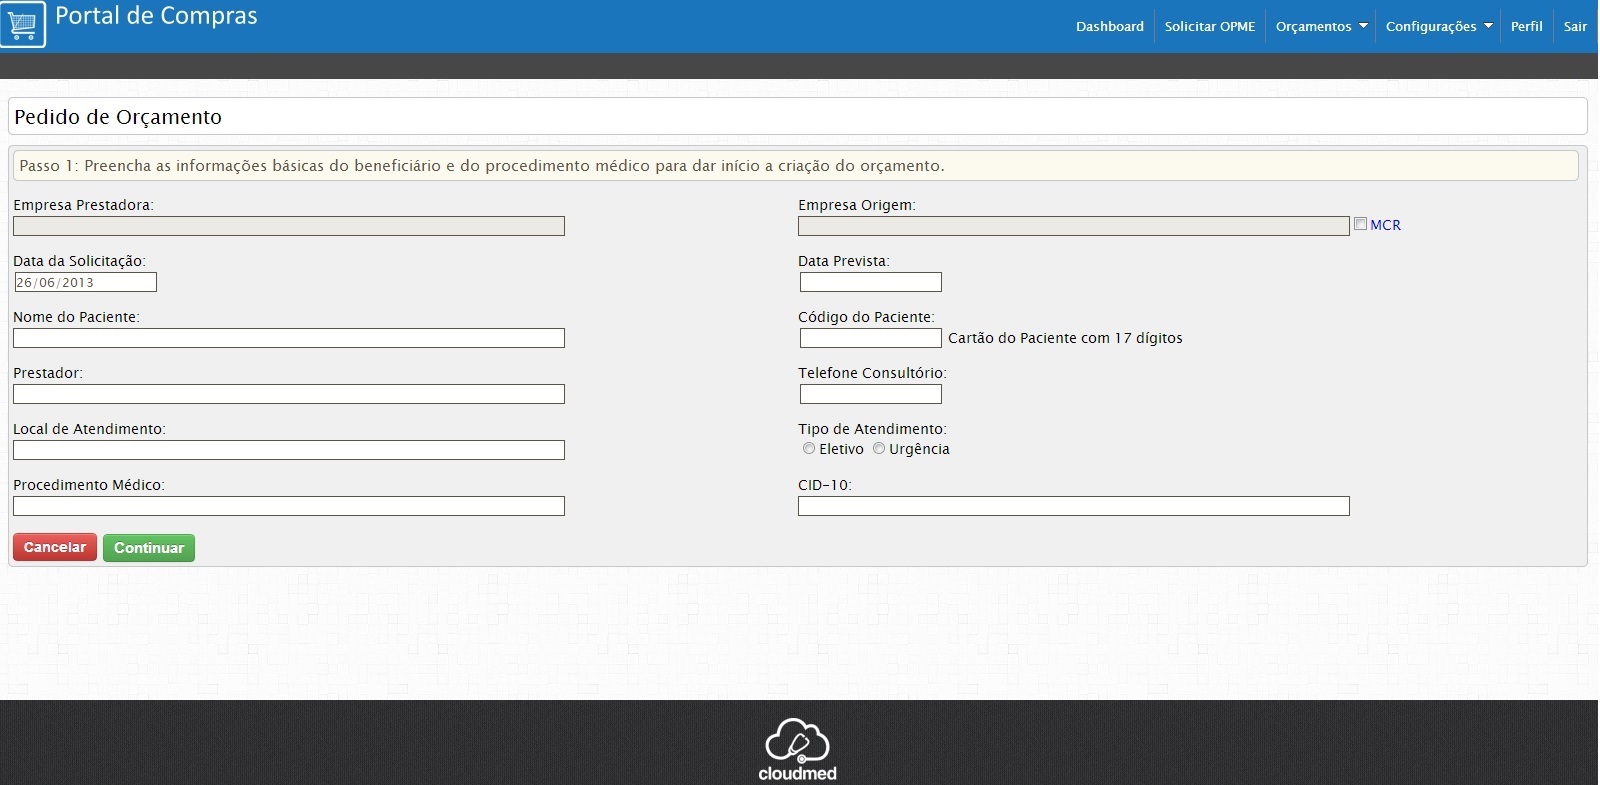 Portal de Compras
Dashboard Solicitar OPME Orçamentos Configurações Perfil Sair
Pedido de Orçamento
Passo 1: Preencha as informações básicas do beneficiário e do procedimento médico para dar início a criação do orçamento.
Empresa Prestadora: Empresa Origem:
MCR
Data da Solicitação: Data Prevista:
26/06/2013
Nome do Paciente: Código do Paciente:
Cartão do Paciente com 17 dígitos
Prestador: Telefone Consultório:
Local de Atendimento: Tipo de Atendimento:
Eletivo Urgência
Procedimento Médico: CID-10:
Cancelar Continuar
cloudmed